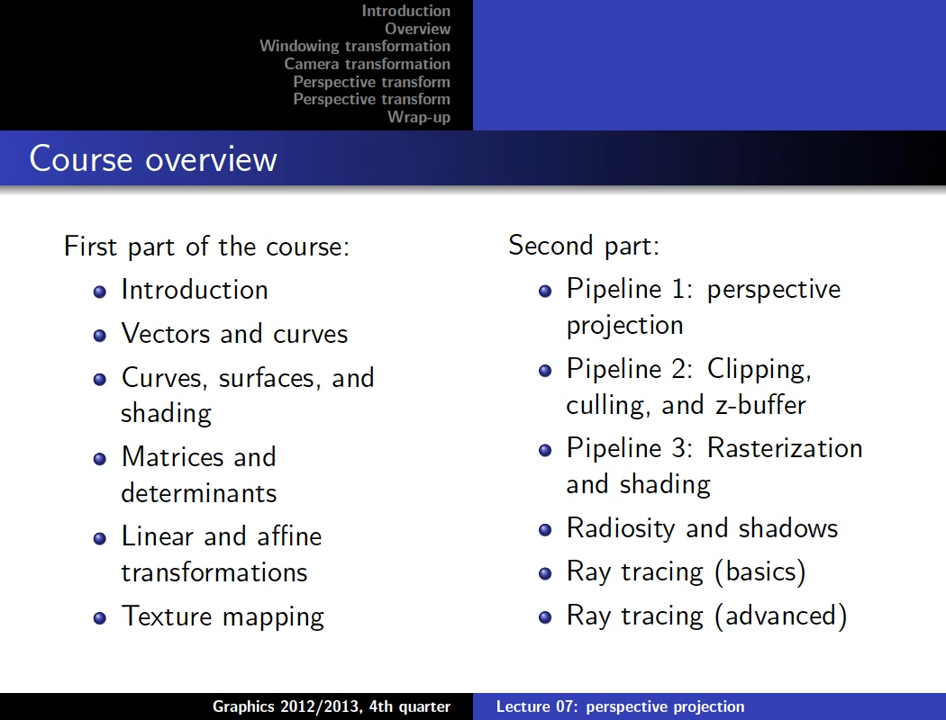 Introduction
Overview
Windowing transformation
Camera transformation
Perspective transform
Perspective transform
Wrap-up
Course overview
First part of the course:
Introduction
Vectors and curves
Curves, surfaces, and
shading
Matrices and
determinants
Linear and affine
transformations
Texture mapping
Second part:
Pipeline 1: perspective
projection
Pipeline 2: Clipping,
culling, and z-buffer
Pipeline 3: Rasterization
and shading
Radiosity and shadows
Ray tracing (basics)
Ray tracing (advanced)
Graphics 2012/2013, 4th quarter
Lecture 07: perspective projection